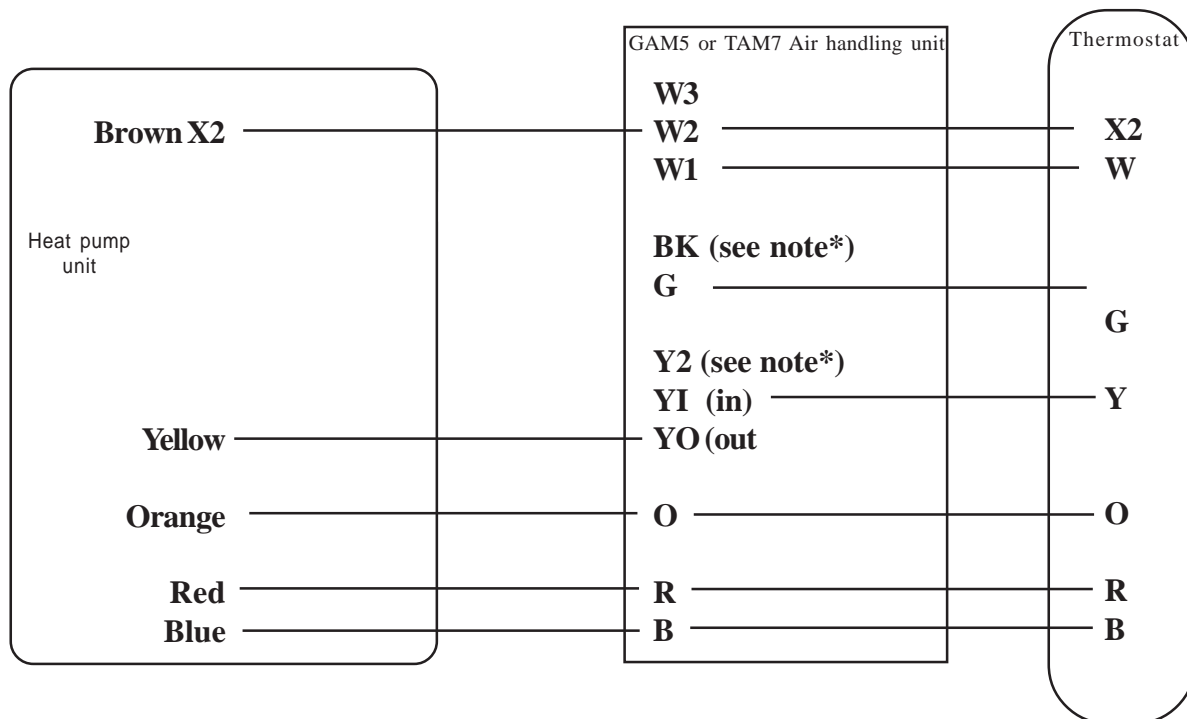 GAM5 or TAM7 Air handling unit
Thermostat
Heat pump
unit
Brown X2
Yellow
Orange
Red
Blue
W3
W2
W1
BK (see note*)
G
Y2 (see note*)
YI (in)
YO (out
O
R
B
X2
W
G
Y
O
R
B